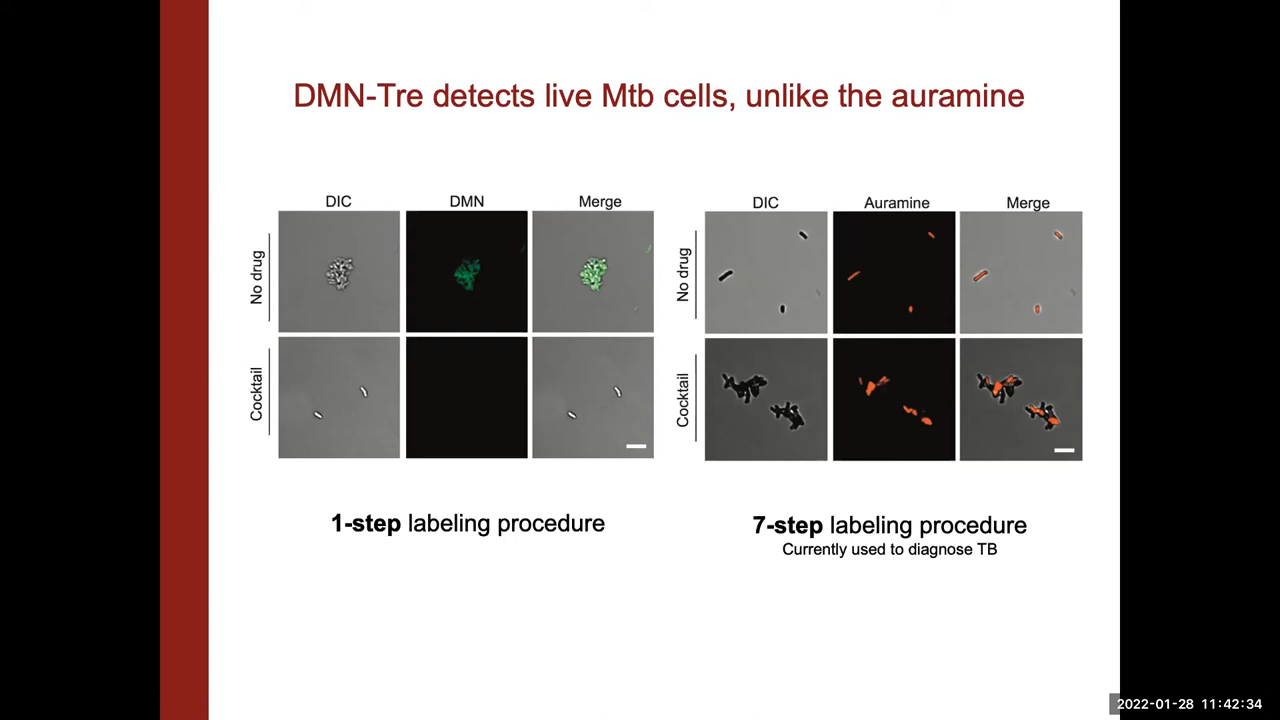 DMN-Tre detects live Mtb cells, unlike the auramine
DIC DMN Merge
No drug
Cocktail
1-step labeling procedure
DIC Auramine Merge
No drug
Cocktail
7-step labeling procedure
Currently used to diagnose TB
2022-01-28 11:42:34